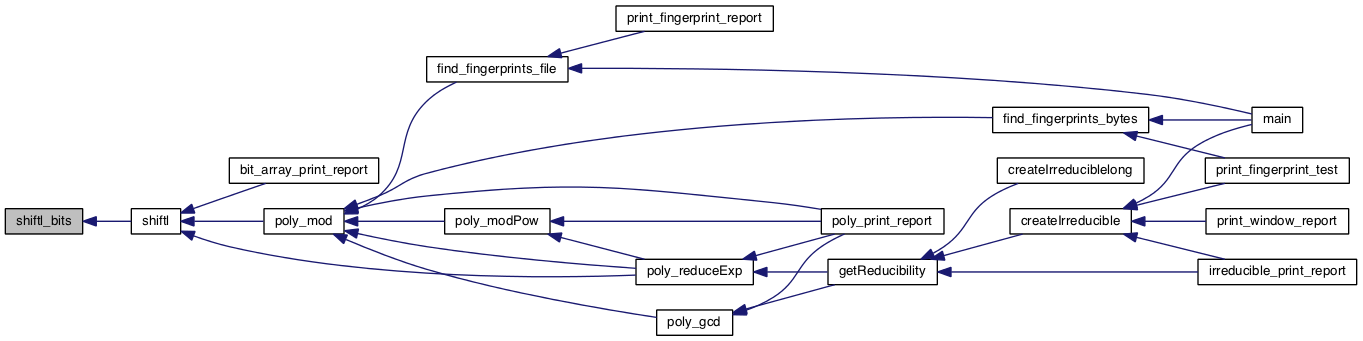 print_fingerprint_report
find_fingerprints_file
find_fingerprints_bytes
main
bit_array_print_report
createIrreduciblelong
print_fingerprint_test
shiftl_bits
shiftl
poly_mod
poly_modPow
poly_print_report
createIrreducible
print_window_report
poly_reduceExp
getReducibility
irreducible_print_report
poly_gcd